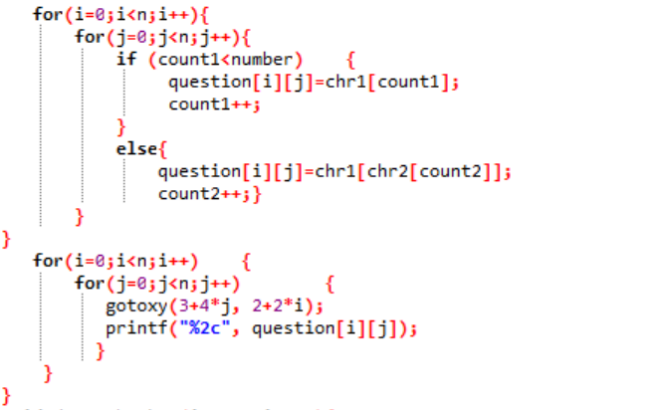 for(i=0;i<n;i++){
for(j=0;j<n;j++){
if (count1<number)    {
question[i][j]=chr1[count1];
count1++;
}
else{
question[i][j]=chr1[chr2[count2]];
count2++;}
}
}
for(i=0;i<n;i++)    {
for(j=0;j<n;j++)        {
gotoxy(3+4*j, 2+2*i);
printf("%2c", question[i][j]);
}
}
}